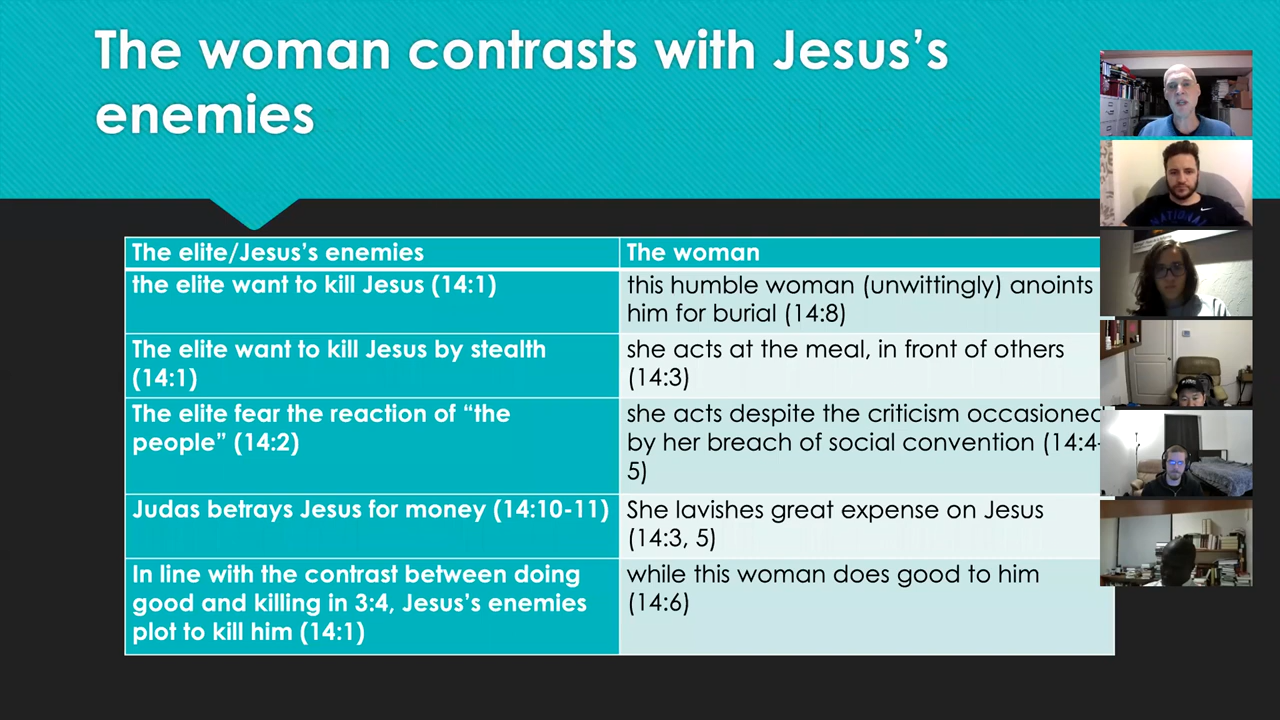 The woman contrasts with Jesus’s
enemies
The elite/Jesus’s enemies
The woman
the elite want to kill Jesus (14:1)
this humble woman (unwittingly) anoints
him for burial (14:8)
The elite want to kill Jesus by stealth
(14:1)
she acts at the meal, in front of others
(14:3)
The elite fear the reaction of “the
people” (14:2)
she acts despite the criticism occasioned
by her breach of social convention (14:4-
5)
Judas betrays Jesus for money (14:10-11)
She lavishes great expense on Jesus
(14:3, 5)
In line with the contrast between doing
good and killing in 3:4, Jesus’s enemies
plot to kill him (14:1)
while this woman does good to him
(14:6)
NATIONAL